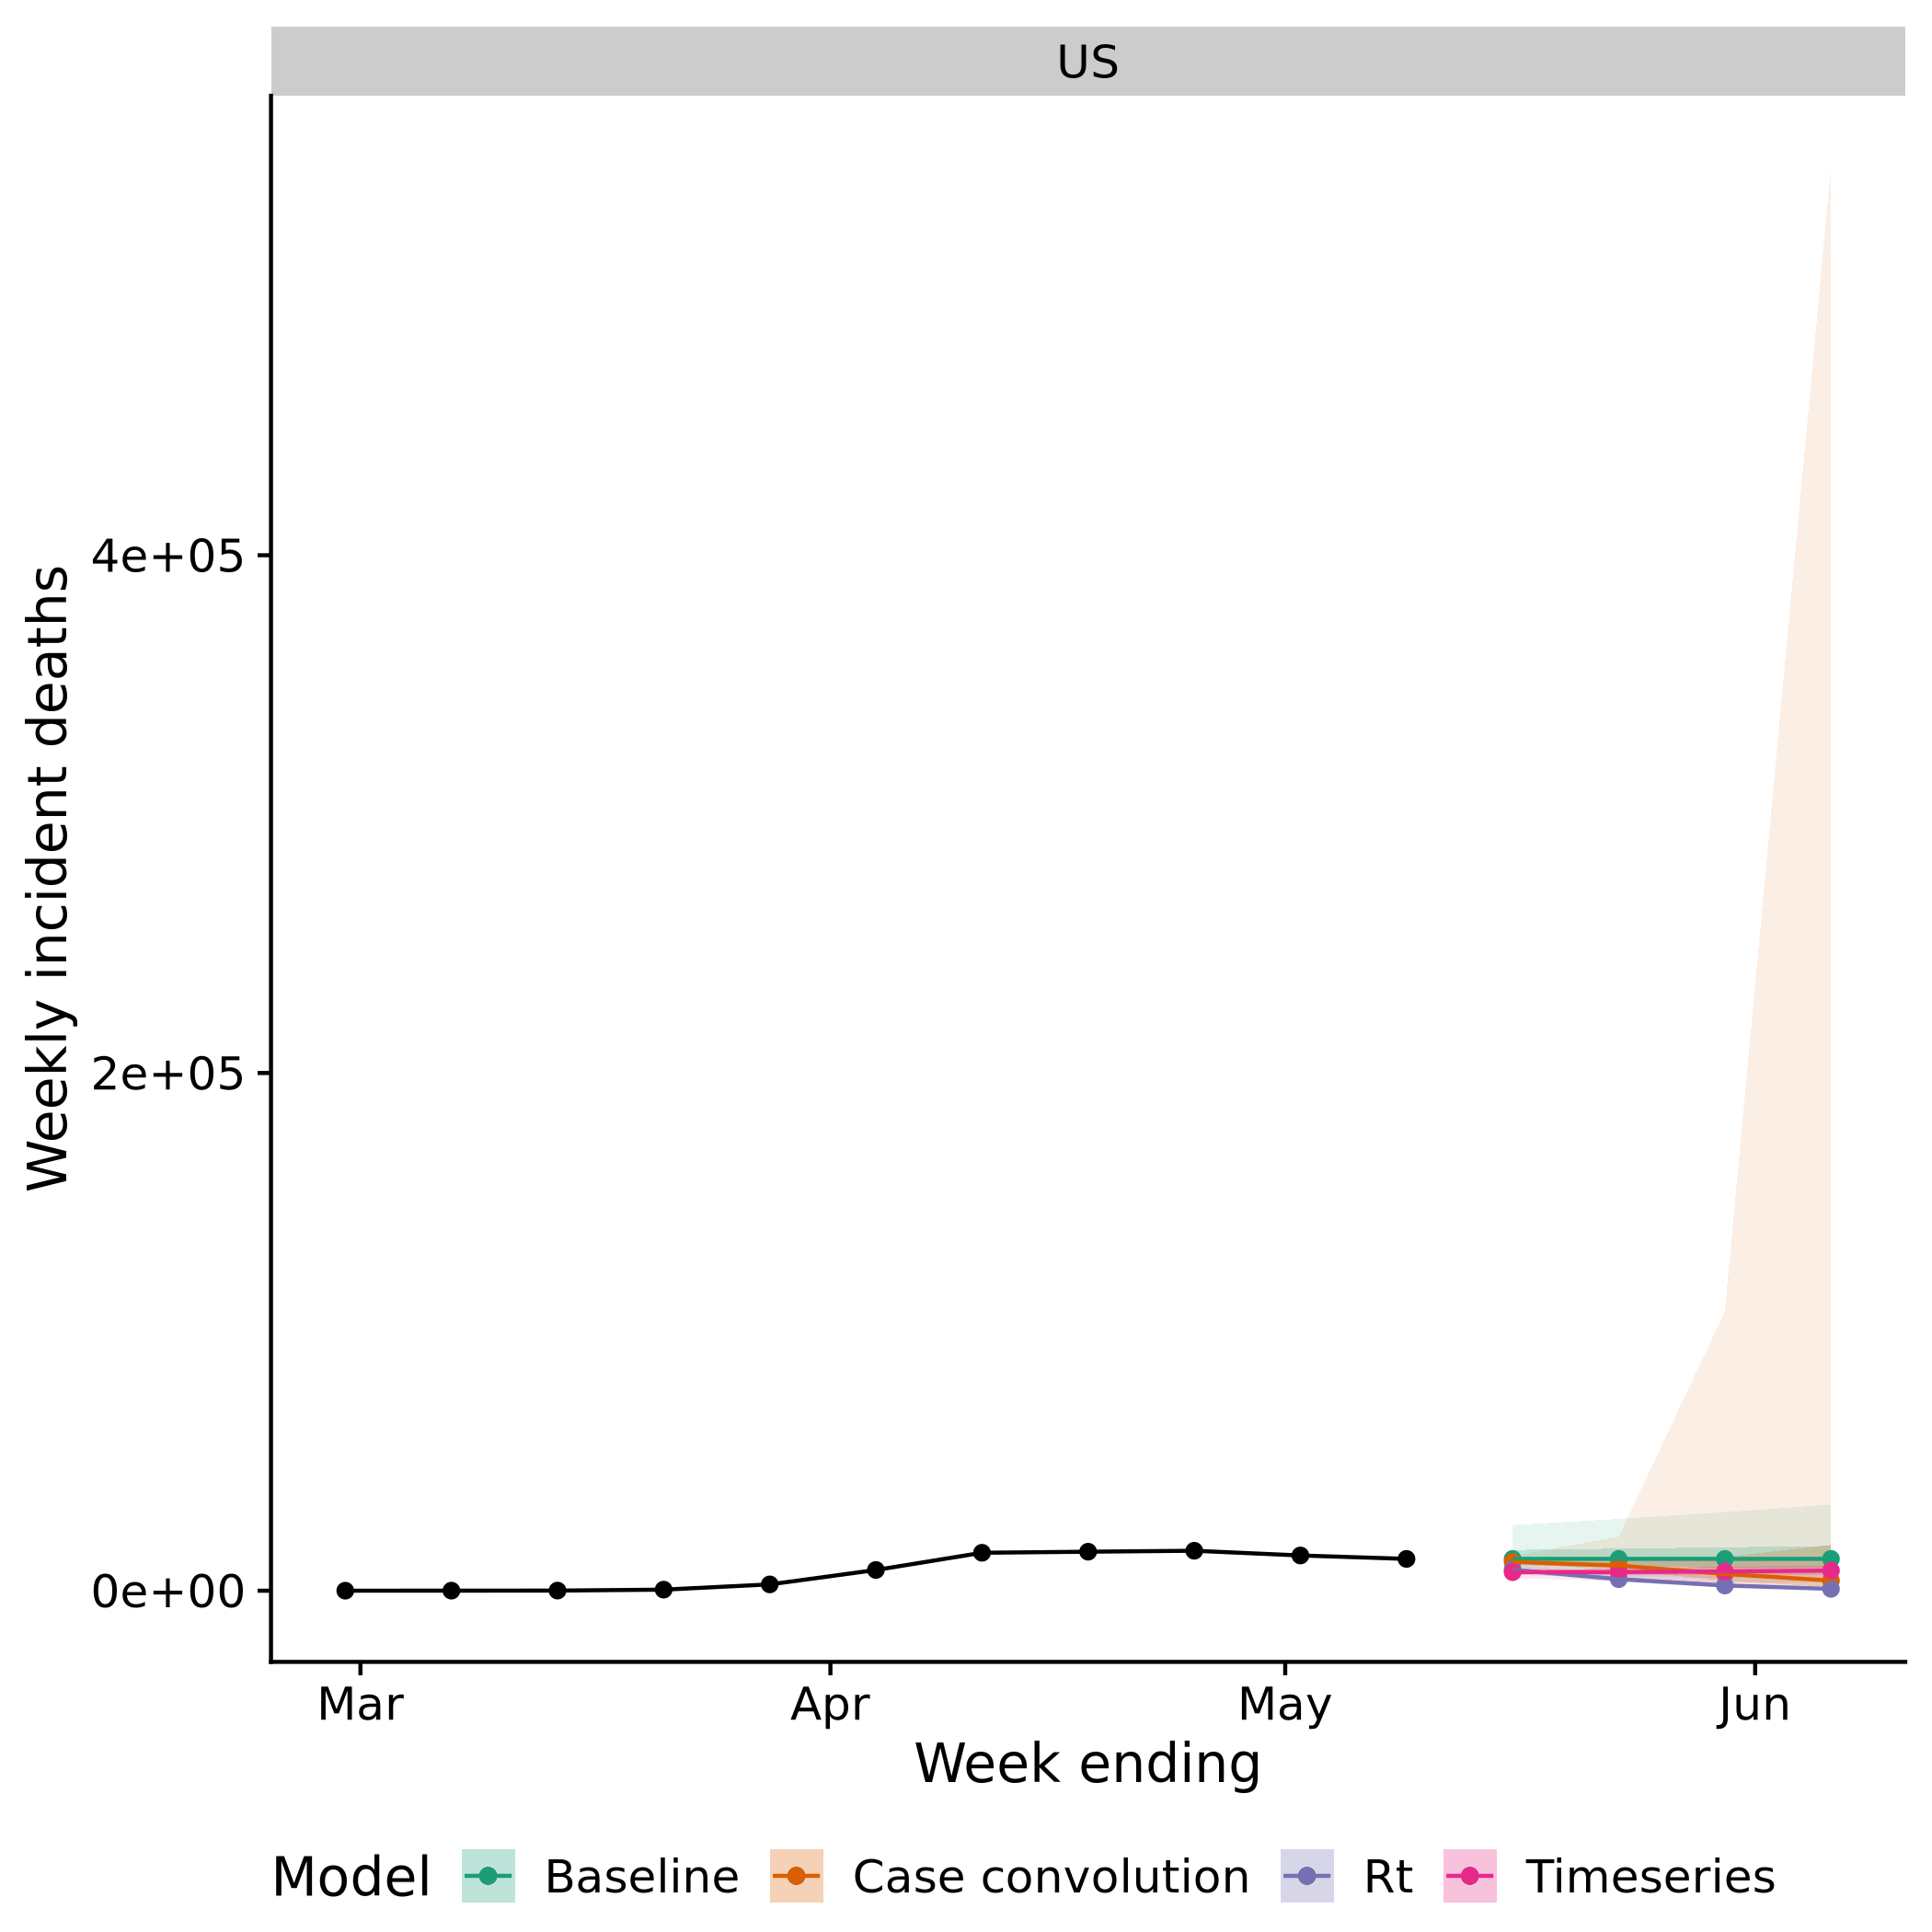 US
Weekly incident deaths
4e+05
2e+05
0e+00
Mar Apr May Jun
Week ending
Model Baseline Case convolution Rt Timeseries